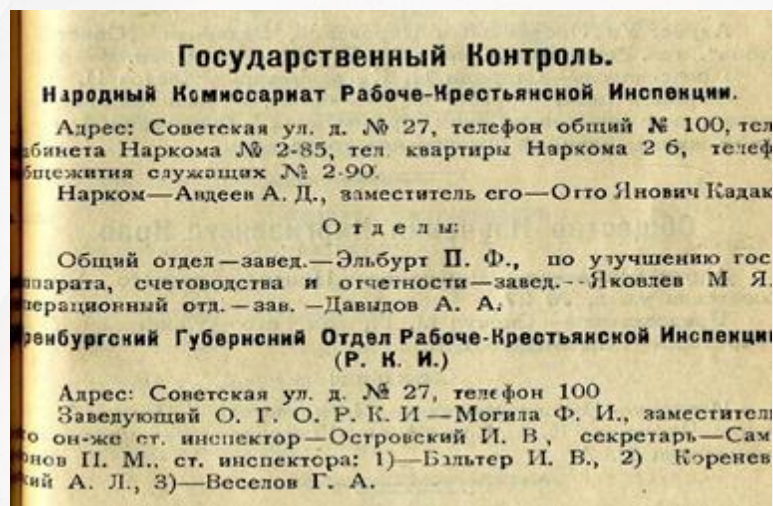 Государственный Контроль.
Народный Комиссариат Рабоче-Крестьянской Инспекции.
Адрес: Советская ул. д. № 27, телефон общий № 100, тел
абинета Наркома № 2-85, тел квартиры Наркома 2 6, телеф
бщежития служащих № 2-90.
Нарком—Авдеев А. Д., заместитель его—Отто Янович Кадак
Отделы:
Общий отдел—завед.—Эльбурт П. Ф., по улучшению гос
ппарата, счетоводства и отчетности—завед.--Яковлев М Я.
перационный отд.—зав. —Давыдов А. А.
ренбургский Губернский Отдел Рабоче-Крестьянской Инспекции
(Р. К. И.)
Адрес: Советская ул. д. № 27, телефон 100
Заведующий О. Г. О. Р. К. И—Могила Ф. И., заместитель
го он-же ст. инспектор—Островский И. В, секретарь—Сам
онов П. М., ст. инспектора: 1)—Бальтер И. В., 2) Коренев
кий А. Л., 3)—Веселов Г. А.